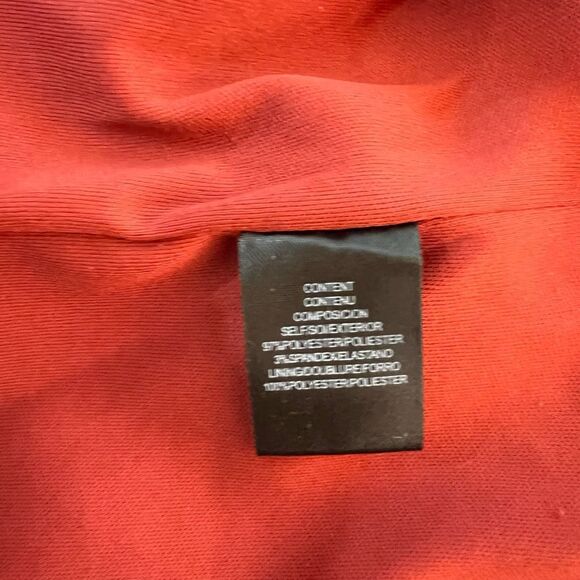 CONTENT
CONTENU
COMPOSICION
SELF/SOI/EXTERIOR
97%POLYESTER/POLIESTER
3%SPANDEX/ELASTANO
LINING/DOUBLURE/FORRO
100%POLYESTER/POLIESTER